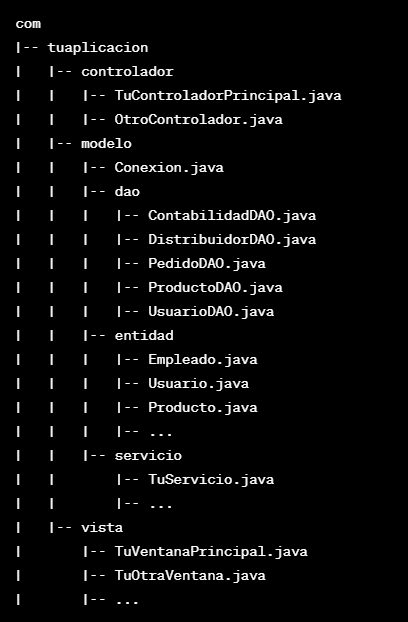 com
|-- tuaplicacion
|   |-- controlador
|   |   |-- TuControladorPrincipal.java
|   |   |-- OtroControlador.java
|   |-- modelo
|   |   |-- Conexion.java
|   |   |-- dao
|   |   |   |-- ContabilidadDAO.java
|   |   |   |-- DistribuidorDAO.java
|   |   |   |-- PedidoDAO.java
|   |   |   |-- ProductoDAO.java
|   |   |   |-- UsuarioDAO.java
|   |   |-- entidad
|   |   |   |-- Empleado.java
|   |   |   |-- Usuario.java
|   |   |   |-- Producto.java
|   |   |   |-- ...
|   |   |-- servicio
|   |       |-- TuServicio.java
|   |       |-- ...
|   |-- vista
|       |-- TuVentanaPrincipal.java
|       |-- TuOtraVentana.java
|       |-- ...